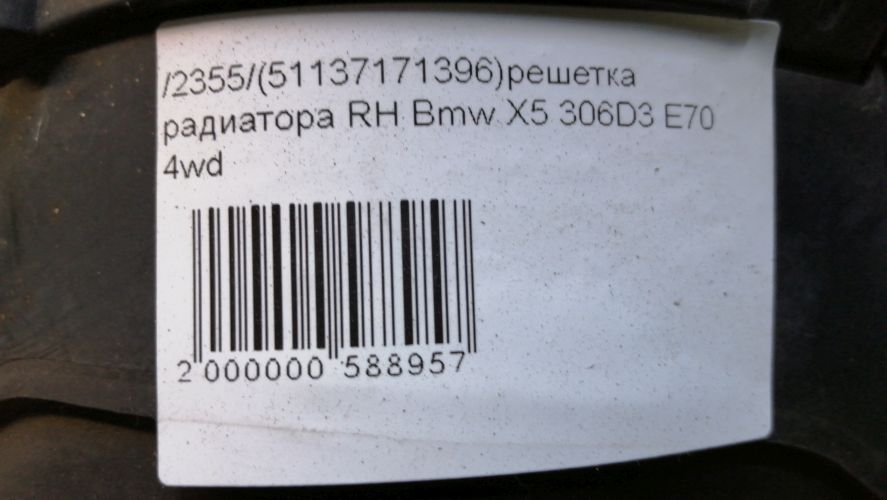 /2355/(51137171396)решетка
радиатора RH Bmw X5 306D3 E70
4wd
2 000000 588957